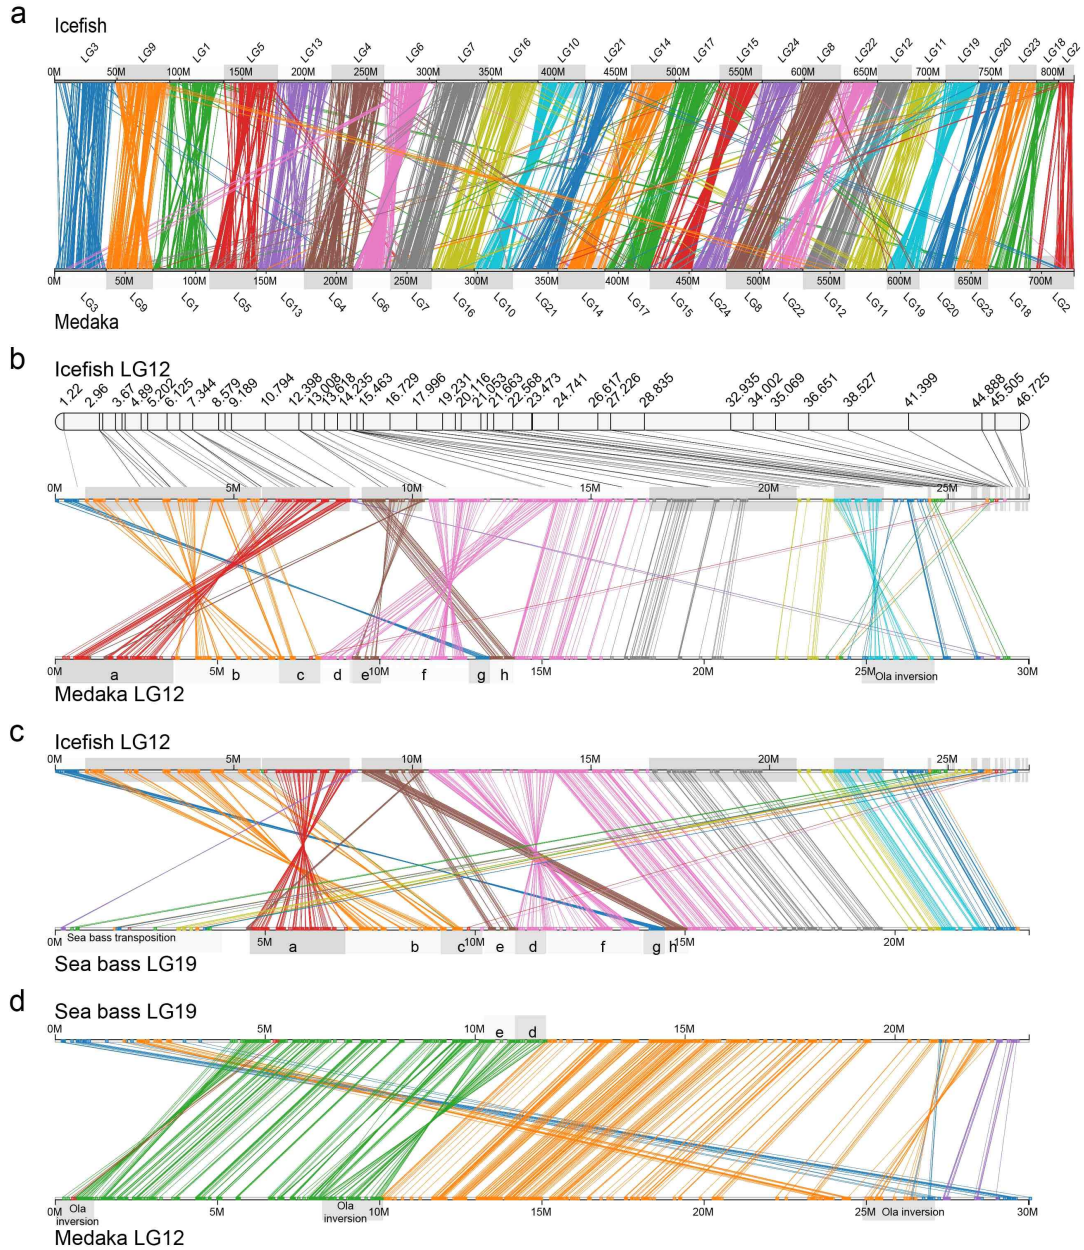 a
Icefish
LG3 LG9 LG1 LG5 LG13 LG4 LG6 LG7 LG16 LG10 LG21 LG14 LG17 LG15 LG24 LG8 LG22 LG12 LG11 LG19 LG20 LG23 LG18 LG2
0M 50M 100M 150M 200M 250M 300M 350M 400M 450M 500M 550M 600M 650M 700M 750M 800M
0M 50M 100M 150M 200M 250M 300M 350M 400M 450M 500M 550M 600M 650M 700M
LG3 LG9 LG1 LG5 LG13 LG4 LG6 LG7 LG16 LG10 LG21 LG14 LG17 LG15 LG24 LG8 LG22 LG12 LG11 LG19 LG20 LG23 LG18 LG2
Medaka
b
Icefish LG12
1.22 2.96 3.67 4.89 5.202 6.125 7.344 8.579 9.189 10.794 12.398 13.008 13.618 14.235 15.463 16.729 17.996 19.231 20.116 21.053 21.663 22.568 23.473 24.741 26.617 27.226 28.835 32.935 34.002 35.069 36.651 38.527 41.399 44.888 45.505 46.725
0M 5M 10M 15M 20M 25M
0M 5M 10M 15M 20M 25M 30M
a b c d e f g h Ola inversion
Medaka LG12
c
Icefish LG12
0M 5M 10M 15M 20M 25M
0M 5M 10M 15M 20M
Sea bass transposition a b c e d f g h
Sea bass LG19
d
Sea bass LG19
e d
0M 5M 10M 15M 20M
0M 5M 10M 15M 20M 25M 30M
Ola inversion Ola inversion Ola inversion
Medaka LG12